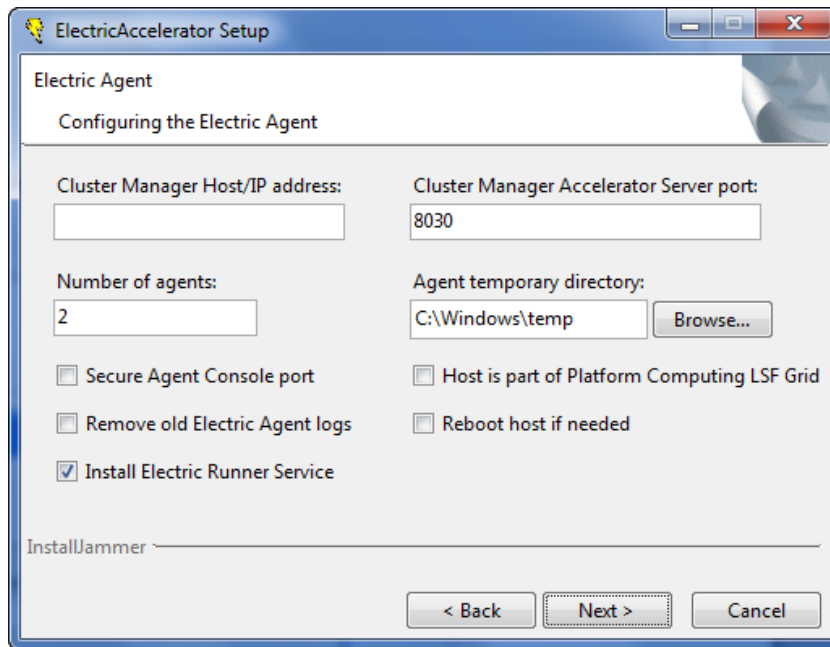 ElectricAccelerator Setup
Electric Agent
Configuring the Electric Agent
Cluster Manager Host/IP address:
Cluster Manager Accelerator Server port:
8030
Number of agents:
Agent temporary directory:
2
C:\Windows\temp
Browse...
Secure Agent Console port
Host is part of Platform Computing LSF Grid
Remove old Electric Agent logs
Reboot host if needed
Install Electric Runner Service
InstallJammer
< Back
Next >
Cancel